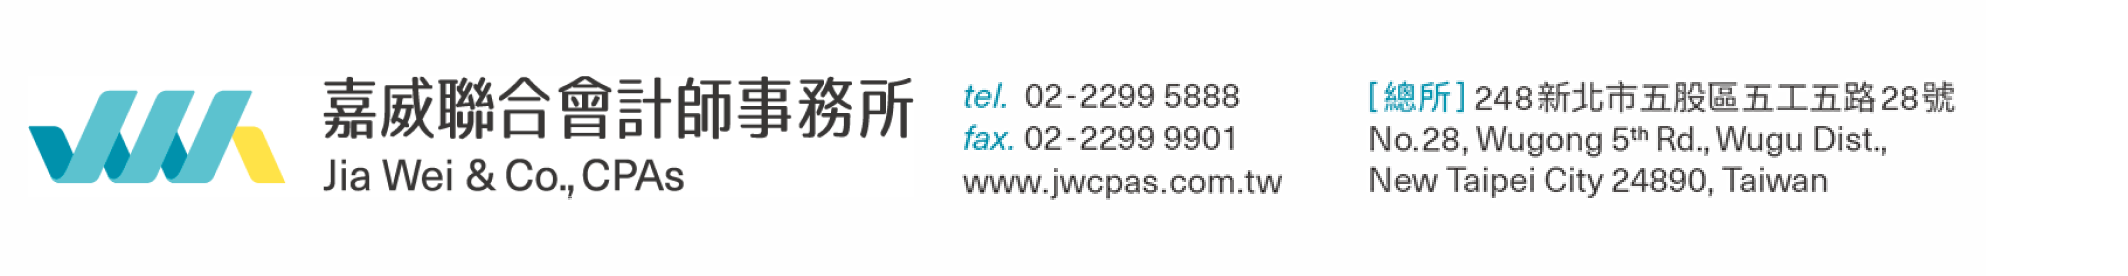 嘉威聯合會計師事務所
Jia Wei & Co., CPAs
tel. 02-2299 5888
fax. 02-2299 9901
www.jwcpas.com.tw
[總所] 248新北市五股區五工五路28號
No.28, Wugong 5th Rd., Wugu Dist.,
New Taipei City 24890, Taiwan